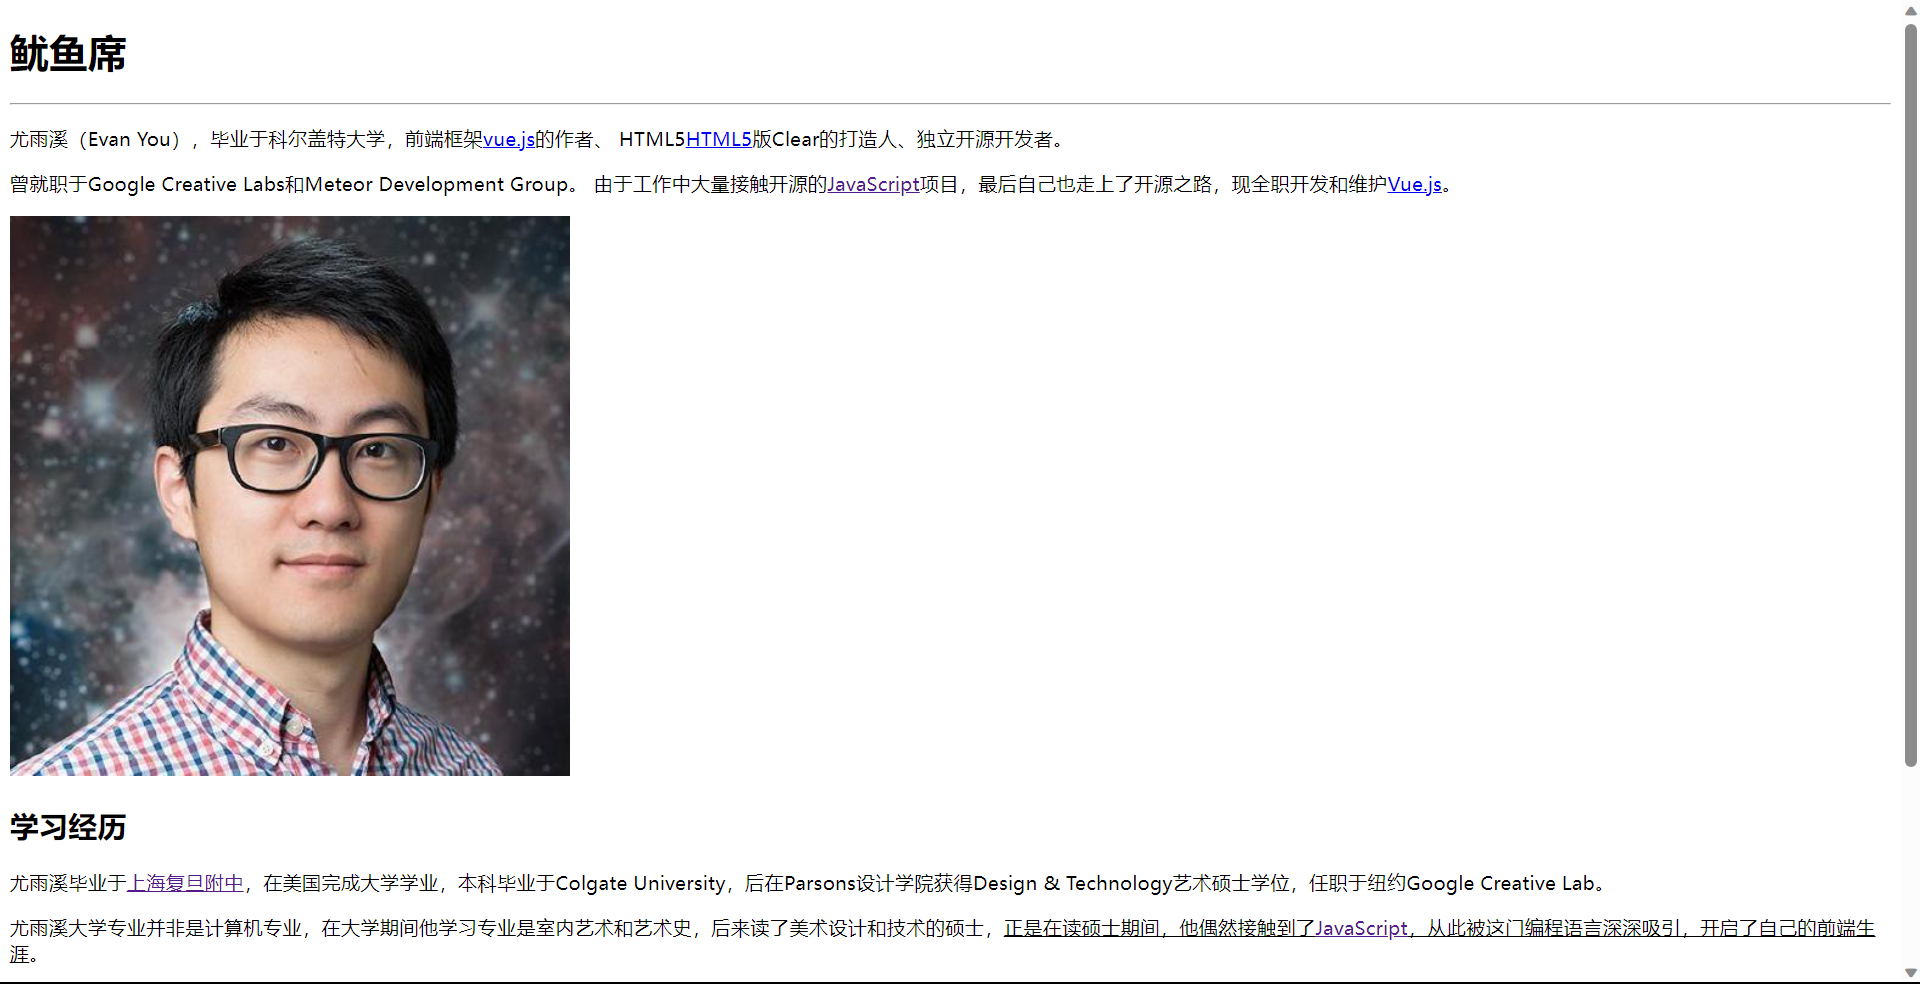 鱿鱼席
尤雨溪（Evan You），毕业于科尔盖特大学，前端框架vue.js的作者、 HTML5HTML5版Clear的打造人、独立开源开发者。
曾就职于Google Creative Labs和Meteor Development Group。 由于工作中大量接触开源的JavaScript项目，最后自己也走上了开源之路，现全职开发和维护Vue.js。
学习经历
尤雨溪毕业于上海复旦附中，在美国完成大学学业，本科毕业于Colgate University，后在Parsons设计学院获得Design & Technology艺术硕士学位，任职于纽约Google Creative Lab。
尤雨溪大学专业并非是计算机专业，在大学期间他学习专业是室内艺术和艺术史，后来读了美术设计和技术的硕士，正是在读硕士期间，他偶然接触到了JavaScript，从此被这门编程语言深深吸引，开启了自己的前端生
涯。